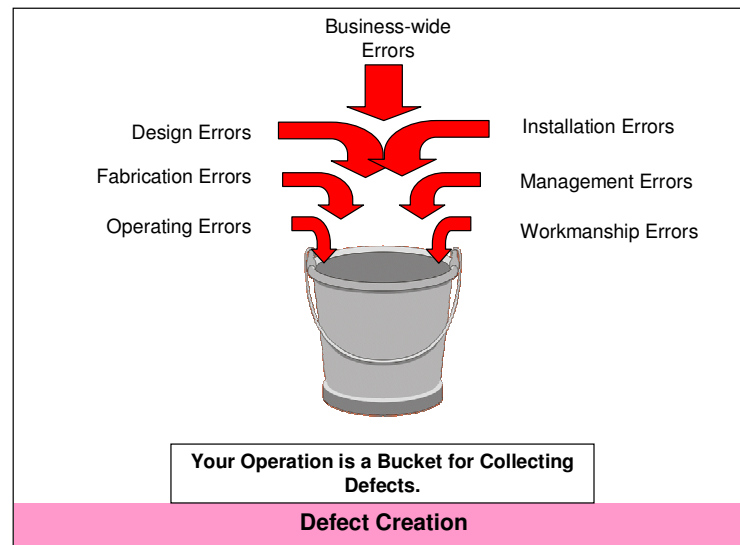 Business-wide
Errors
Design Errors
Installation Errors
Fabrication Errors
Management Errors
Operating Errors
Workmanship Errors
Your Operation is a Bucket for Collecting
Defects.
Defect Creation